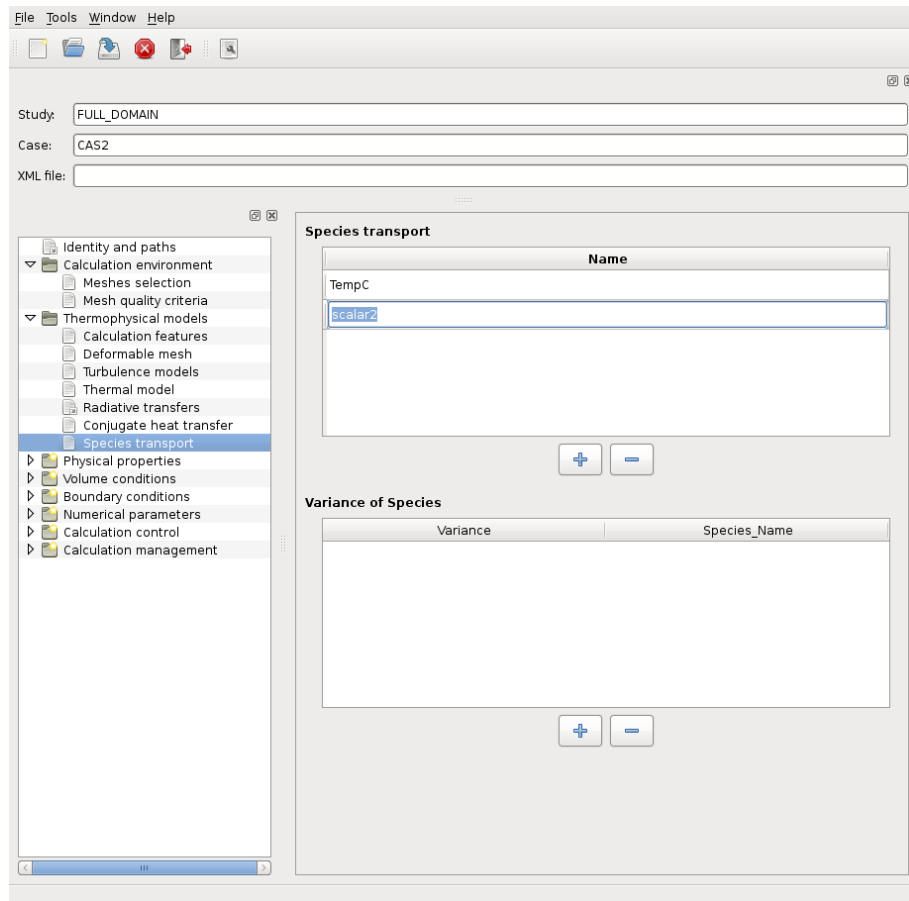 File Tools Window Help
Study: FULL_DOMAIN
Case: CAS2
XML file:
Identity and paths
Calculation environment
Meshes selection
Mesh quality criteria
Thermophysical models
Calculation features
Deformable mesh
Turbulence models
Thermal model
Radiative transfers
Conjugate heat transfer
Species transport
Physical properties
Volume conditions
Boundary conditions
Numerical parameters
Calculation control
Calculation management
Species transport
Name
TempC
scalar2
Variance of Species
Variance Species_Name